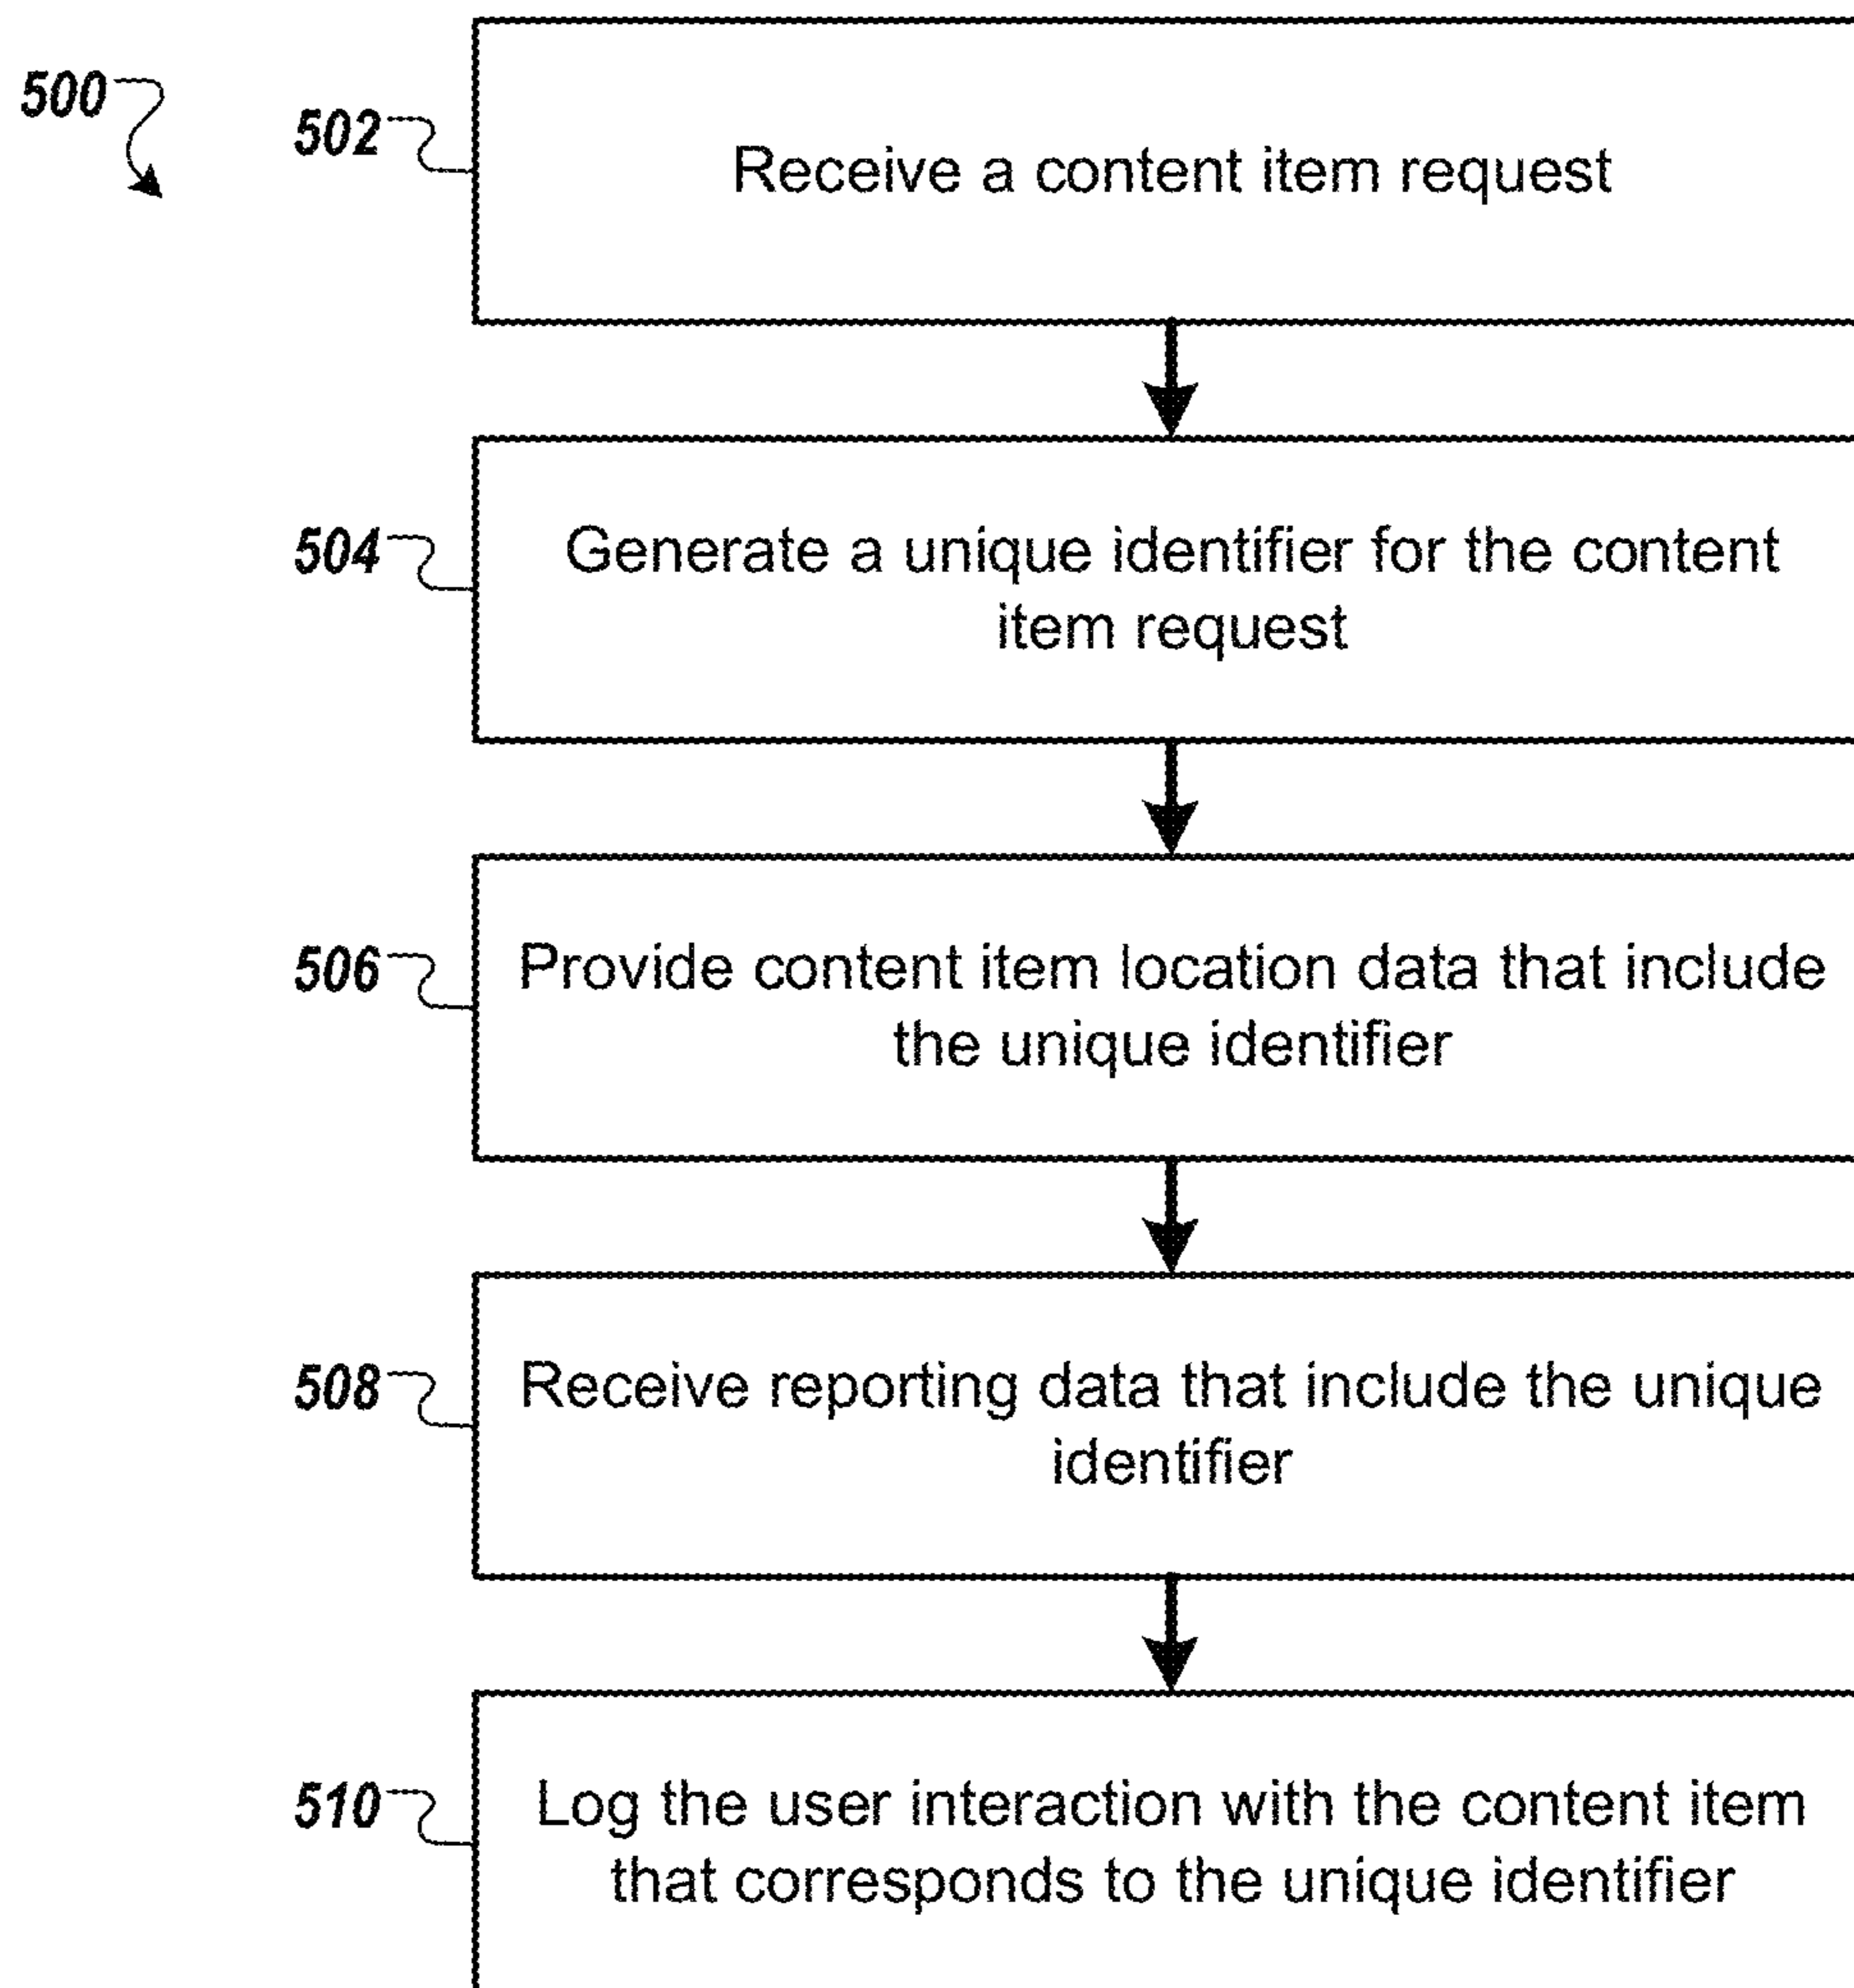 500
502
Receive a content item request
504
Generate a unique identifier for the content
item request
506
Provide content item location data that include
the unique identifier
508
Receive reporting data that include the unique
identifier
510
Log the user interaction with the content item
that corresponds to the unique identifier